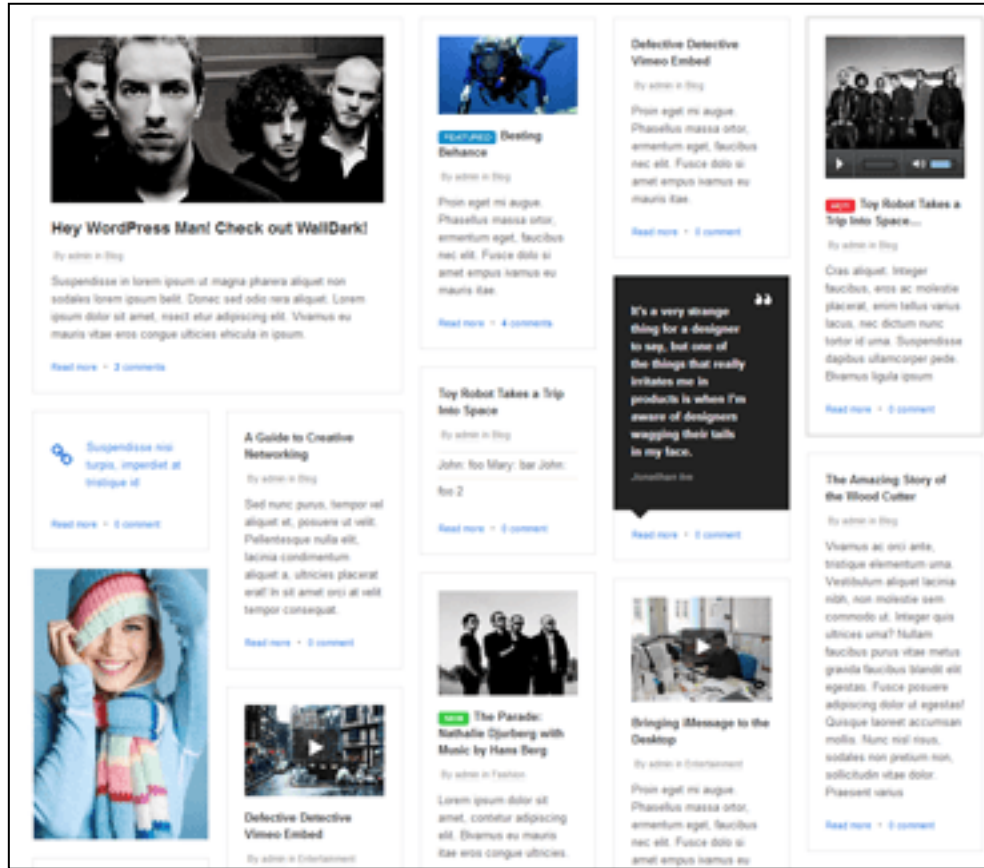 Hey WordPress Man! Check out WallDark!
By admin in Blog
Suspendisse in lorem ipsum ut magna pharera aliquet non
sodales lorem ipsum belit. Donec sed odio rera aliquet. Lorem
ipsum dolor sit amet, nsect etur adipiscing elit. Vivamus eu
mauris vitae eros congue ulticies ehicula in ipsum.
Read more • 2 comments
Suspendisse nisi
turpis, imperdiet at
tristique id
Read more • 0 comment
A Guide to Creative
Networking
By admin in Blog
Sed nunc purus, tempor vel
aliquet et, posuere ut velit.
Pellentesque nulla elit,
lacinia condimentum
aliquet a, ultricies placerat
erat! In sit amet orci at velit
tempor consequat.
Read more • 0 comment
Defective Detective
Vimeo Embed
By admin in Entertainment
FEATURED Besting
Behance
By admin in Blog
Proin eget mi augue.
Phasellus massa ortor,
ermentum eget, faucibus
nec elit. Fusce dolo si
amet empus ivamus eu
mauris itae.
Read more • 4 comments
Toy Robot Takes a Trip
Into Space
By admin in Blog
John: foo Mary: bar John:
foo 2
Read more • 0 comment
NEW The Parade:
Nathalie Djurberg with
Music by Hans Berg
By admin in Fashion
Lorem ipsum dolor sit
amet, contetur adipiscing
elit. Bivamus eu mauris
itae eros congue ulticies.
Defective Detective
Vimeo Embed
By admin in Blog
Proin eget mi augue.
Phasellus massa ortor,
ermentum eget, faucibus
nec elit. Fusce dolo si
amet empus ivamus eu
mauris itae.
Read more • 0 comment
It's a very strange
thing for a designer
to say, but one of
the things that really
irritates me in
products is when I'm
aware of designers
wagging their tails
in my face.
Jonathan Ive
Read more • 0 comment
Bringing iMessage to the
Desktop
By admin in Entertainment
Proin eget mi augue.
Phasellus massa ortor,
ermentum eget, faucibus
nec elit. Fusce dolo si
amet empus ivamus eu
HOT! Toy Robot Takes a
Trip Into Space...
By admin in Blog
Cras aliquet. Integer
faucibus, eros ac molestie
placerat, enim tellus varius
lacus, nec dictum nunc
tortor id urna. Suspendisse
dapibus ullamcorper pede.
Bivamus ligula ipsum
Read more • 0 comment
The Amazing Story of
the Wood Cutter
By admin in Blog
Vivamus ac orci ante,
tristique elementum urna.
Vestibulum aliquet lacinia
nibh, non molestie sem
commodo ut. Integer quis
ultrices urna? Nullam
faucibus purus vitae metus
gravida faucibus blandit elit
egestas. Fusce posuere
adipiscing dolor ut egestas!
Quisque laoreet accumsan
mollis. Nunc nisl risus,
sodales non pretium non,
sollicitudin vitae dolor.
Praesent varius
Read more • 0 comment